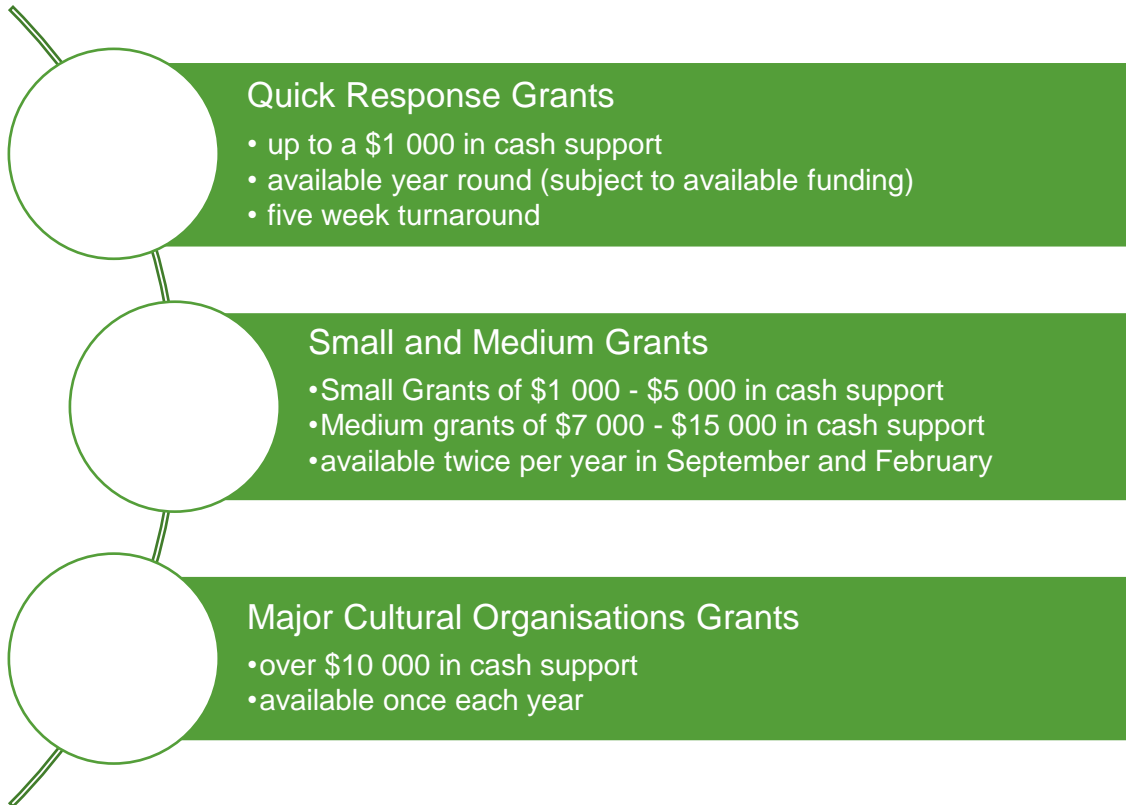 Quick Response Grants
• up to a $1 000 in cash support
• available year round (subject to available funding)
• five week turnaround
Small and Medium Grants
•Small Grants of $1 000 - $5 000 in cash support
•Medium grants of $7 000 - $15 000 in cash support
•available twice per year in September and February
Major Cultural Organisations Grants
•over $10 000 in cash support
•available once each year